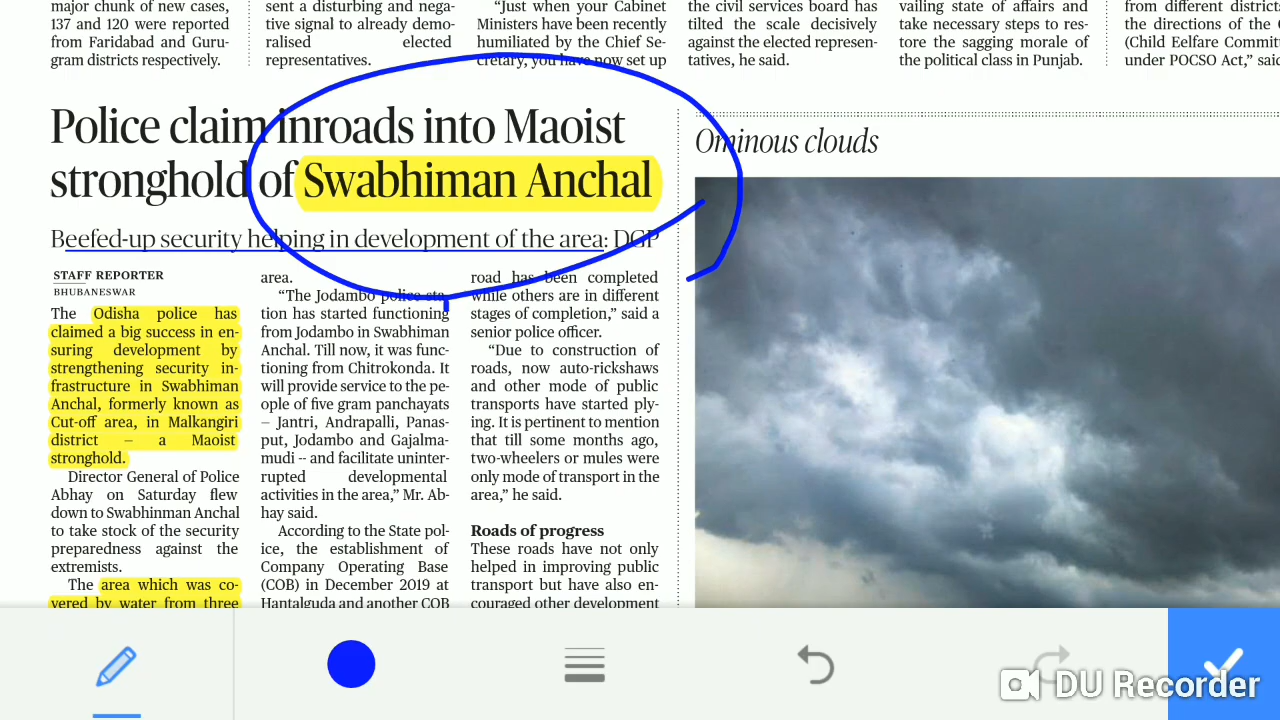 major chunk of new cases,
137 and 120 were reported
from Faridabad and Guru-
gram districts respectively.
sent a disturbing and nega-
tive signal to already demo-
ralised elected
representatives.
"Just when your Cabinet
Ministers have been recently
humiliated by the Chief Se-
cretary, you have now set up
the civil services board has
tilted the scale decisively
against the elected represen-
tatives, he said.
vailing state of affairs and
take necessary steps to res-
tore the sagging morale of
the political class in Punjab.
from different district
the directions of the
(Child Eelfare Committ
under POCSO Act," said
Police claim inroads into Maoist
stronghold of Swabhiman Anchal
Beefed-up security helping in development of the area: DGP
STAFF REPORTER
BHUBANESWAR
The Odisha police has
claimed a big success in en-
suring development by
strengthening security in-
frastructure in Swabhiman
Anchal, formerly known as
Cut-off area, in Malkangiri
district – a Maoist
stronghold.
Director General of Police
Abhay on Saturday flew
down to Swabhinman Anchal
to take stock of the security
preparedness against the
extremists.
The area which was co-
vered by water from three
area.
"The Jodambo police sta-
tion has started functioning
from Jodambo in Swabhiman
Anchal. Till now, it was func-
tioning from Chitrokonda. It
will provide service to the pe-
ople of five gram panchayats
– Jantri, Andrapalli, Panas-
put, Jodambo and Gajalma-
mudi -- and facilitate uninter-
rupted developmental
activities in the area," Mr. Ab-
hay said.
According to the State pol-
ice, the establishment of
Company Operating Base
(COB) in December 2019 at
Hantalguda and another COB
road has been completed
while others are in different
stages of completion," said a
senior police officer.
"Due to construction of
roads, now auto-rickshaws
and other mode of public
transports have started ply-
ing. It is pertinent to mention
that till some months ago,
two-wheelers or mules were
only mode of transport in the
area," he said.
Roads of progress
These roads have not only
helped in improving public
transport but have also en-
couraged other development
Ominous clouds
DU Recorder